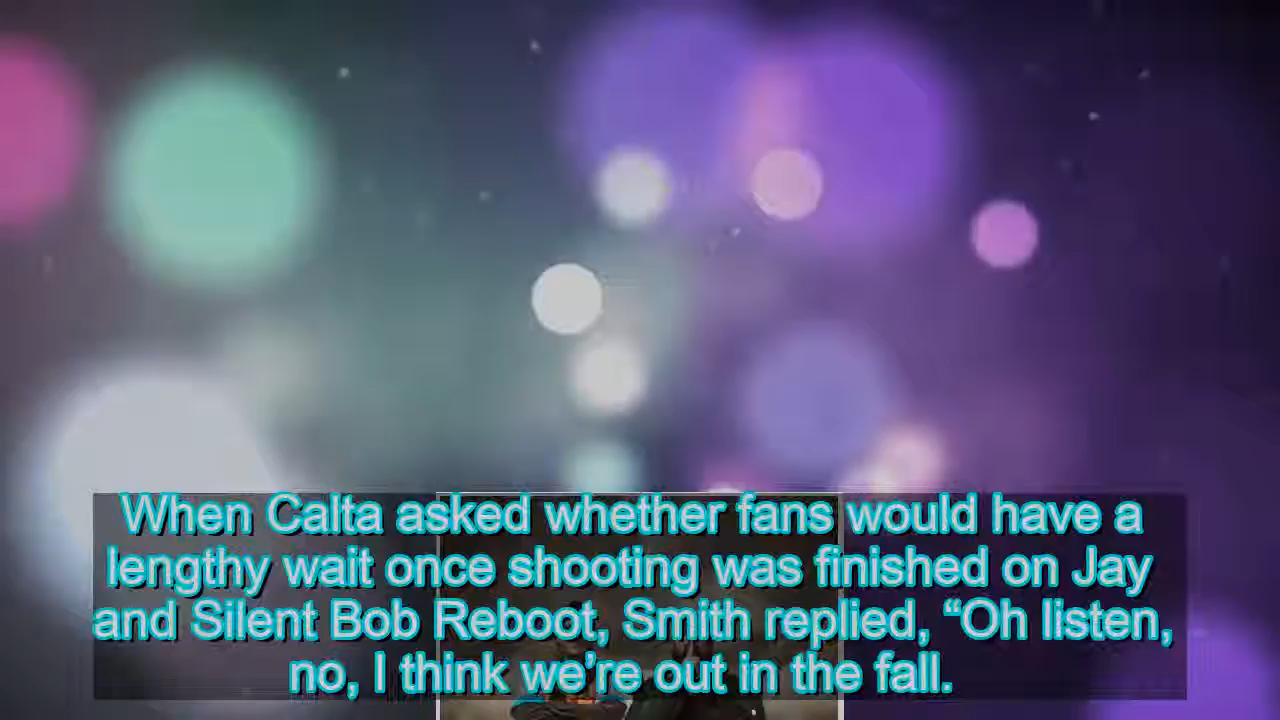 When Calta asked whether fans would have a
lengthy wait once shooting was finished on Jay
and Silent Bob Reboot, Smith replied, “Oh listen,
no, I think we’re out in the fall.